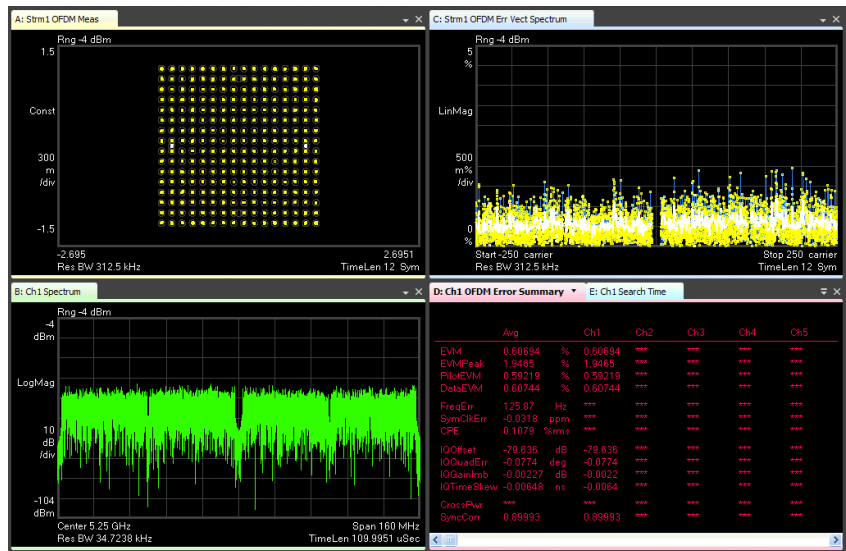 A: Strm1 OFDM Meas
Rng -4 dBm
1.5
Const
300
m
/div
-1.5
-2.695
2.6951
Res BW 312.5 kHz
TimeLen 12 Sym
C: Strm1 OFDM Err Vect Spectrum
Rng -4 dBm
5
%
LinMag
500
m%
/div
0
%
Start -250 carrier
Stop 250 carrier
Res BW 312.5 kHz
TimeLen 12 Sym
B: Ch1 Spectrum
Rng -4 dBm
-4
dBm
LogMag
10
dB
/div
-104
dBm
Center 5.25 GHz
Span 160 MHz
Res BW 34.7238 kHz
TimeLen 109.9951 uSec
D: Ch1 OFDM Error Summary
E: Ch1 Search Time
Avg Ch1 Ch2 Ch3 Ch4 Ch5
EVM 0.60694 % 0.60694 *** *** *** ***
EVMPeak 1.9465 % 1.9465 *** *** *** ***
PilotEVM 0.59219 % 0.59219 *** *** *** ***
DataEVM 0.60744 % 0.60744 *** *** *** ***
FreqErr 125.87 Hz *** *** *** *** ***
SymClkErr -0.0318 ppm *** *** *** *** ***
CPE 0.1079 %rms *** *** *** *** ***
IQOffset -79.636 dB -79.636 *** *** *** ***
IQQuadErr -0.0774 deg -0.0774 *** *** *** ***
IQGainImb -0.00227 dB -0.0022 *** *** *** ***
IQTimeSkew -0.00648 ns -0.0064 *** *** *** ***
CrossPwr *** *** *** *** *** ***
SyncCorr 0.89993 0.89993 *** *** *** ***